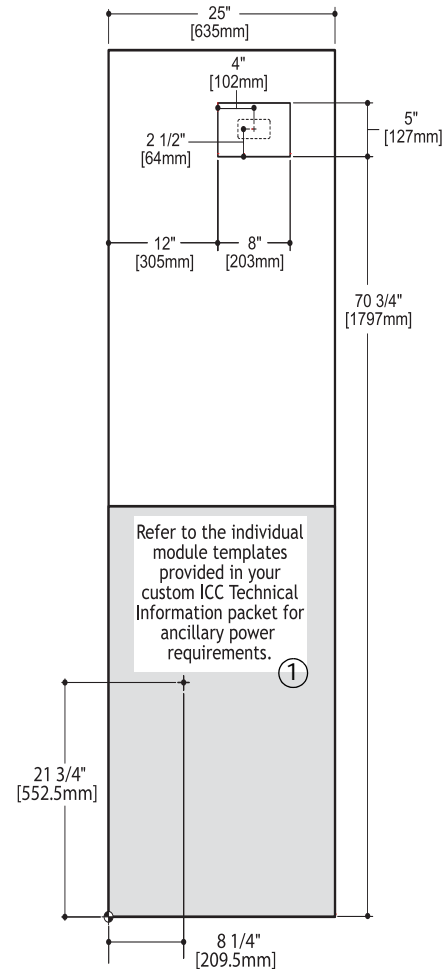 25"
[635mm]
4"
[102mm]
5"
[127mm]
2 1/2"
[64mm]
12"
[305mm]
8"
[203mm]
70 3/4"
[1797mm]
Refer to the individual
module templates
provided in your
custom ICC Technical
Information packet for
ancillary power
requirements.
1
21 3/4"
[552.5mm]
8 1/4"
[209.5mm]